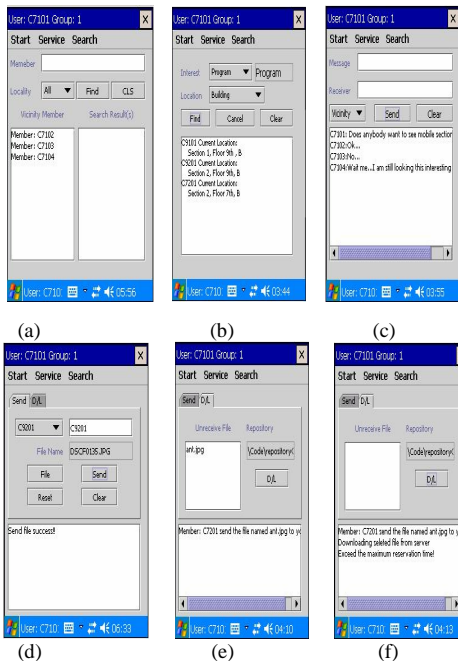 User: C7101 Group: 1 X
Start Service Search
Memeber
Locality All Find CLS
Vicinity Member Search Result(s)
Member: C7102
Member: C7103
Member: C7104
User: C710: 05:56
(a)
User: C7101 Group: 1 X
Start Service Search
Interest Program Program
Location Building
Find Cancel Clear
C9101 Current Location:
Section 1, Floor 9th , B
C9201 Current Location:
Section 2, Floor 9th, B
C7201 Current Location:
Section 2, Floor 7th, B
User: C710: 03:44
(b)
User: C7101 Group: 1 X
Start Service Search
Message
Receiver
Vicinity Send Clear
C7101: Does anybody want to see mobile section
C7102:Ok...
C7103:No...
C7104:Wait me...I am still looking this interesting
User: C710: 03:55
(c)
User: C7101 Group: 1 X
Start Service Search
Send D/L
C9201 C9201
File Name DSCF0135.JPG
File Send
Reset Clear
Send file success!!
User: C710: 06:33
(d)
User: C7101 Group: 1 X
Start Service Search
Send D/L
Unreceive File Repository
ant.jpg \Code\repository\
D/L
Member: C7201 send the file named ant.jpg to yo
User: C710: 04:10
(e)
User: C7101 Group: 1 X
Start Service Search
Send D/L
Unreceive File Repository
\Code\repository\
D/L
Member: C7201 send the file named ant.jpg to yo
Downloading seleted file from server
Exceed the maximum reservation time!
User: C710: 04:13
(f)